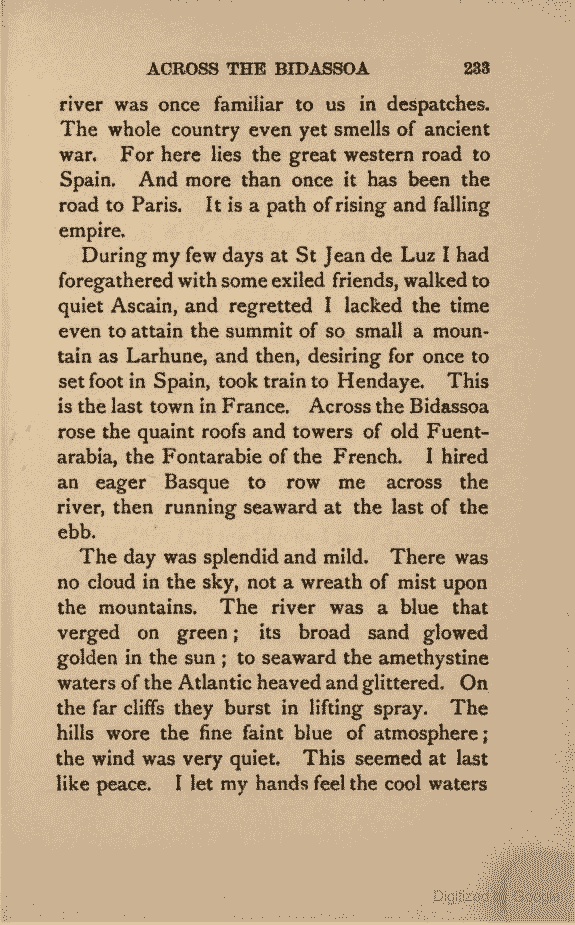 ACROSS THE BIDASSOA 233
river was once familiar to us in despatches.
The whole country even yet smells of ancient
war. For here lies the great western road to
Spain. And more than once it has been the
road to Paris. It is a path of rising and falling
empire.
During my few days at St Jean de Luz I had
foregathered with some exiled friends, walked to
quiet Ascain, and regretted I lacked the time
even to attain the summit of so small a moun-
tain as Larhune, and then, desiring for once to
set foot in Spain, took train to Hendaye. This
is the last town in France. Across the Bidassoa
rose the quaint roofs and towers of old Fuent-
arabia, the Fontarabie of the French. I hired
an eager Basque to row me across the
river, then running seaward at the last of the
ebb.
The day was splendid and mild. There was
no cloud in the sky, not a wreath of mist upon
the mountains. The river was a blue that
verged on green; its broad sand glowed
golden in the sun; to seaward the amethystine
waters of the Atlantic heaved and glittered. On
the far cliffs they burst in lifting spray. The
hills wore the fine faint blue of atmosphere;
the wind was very quiet. This seemed at last
like peace. I let my hands feel the cool waters
Digitized by Google